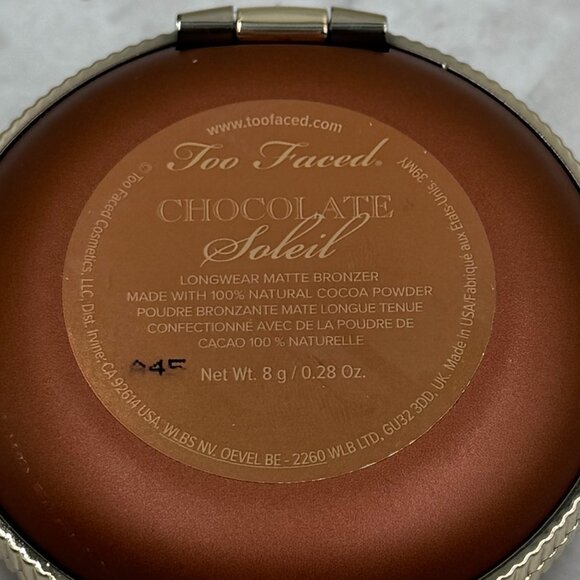 www.toofaced.com
Too Faced®
CHOCOLATE
Soleil
LONGWEAR MATTE BRONZER
MADE WITH 100% NATURAL COCOA POWDER
POUDRE BRONZANTE MATE LONGUE TENUE
CONFECTIONNÉ AVEC DE LA POUDRE DE
CACAO 100 % NATURELLE
Net Wt. 8 g / 0.28 Oz.
© Too Faced Cosmetics, LLC, Dist. Irvine, CA 92614 USA. WLBS NV. OEVEL BE - 2260 WLB LTD, GU32 3DD, UK. Made in USA/Fabriqué aux Etats-Unis. 39MY